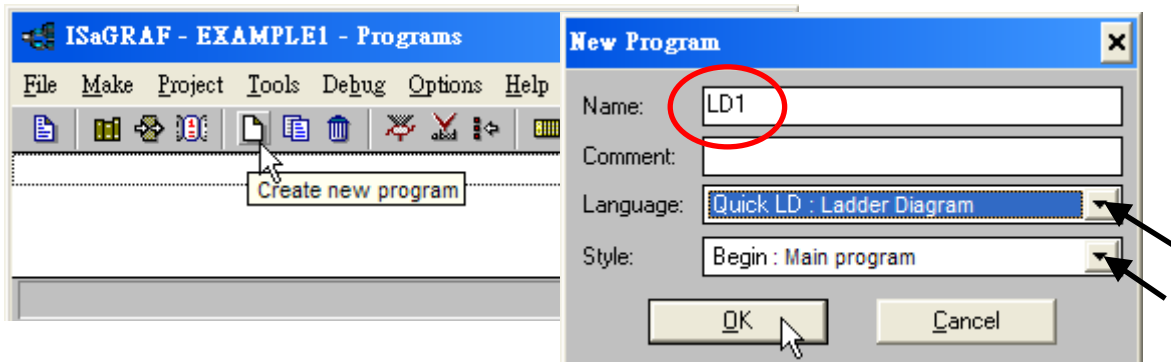 ISaGRAF - EXAMPLE1 - Programs
File Make Project Tools Debug Options Help
Create new program
New Program
Name: LD1
Comment:
Language: Quick LD : Ladder Diagram
Style: Begin : Main program
OK Cancel